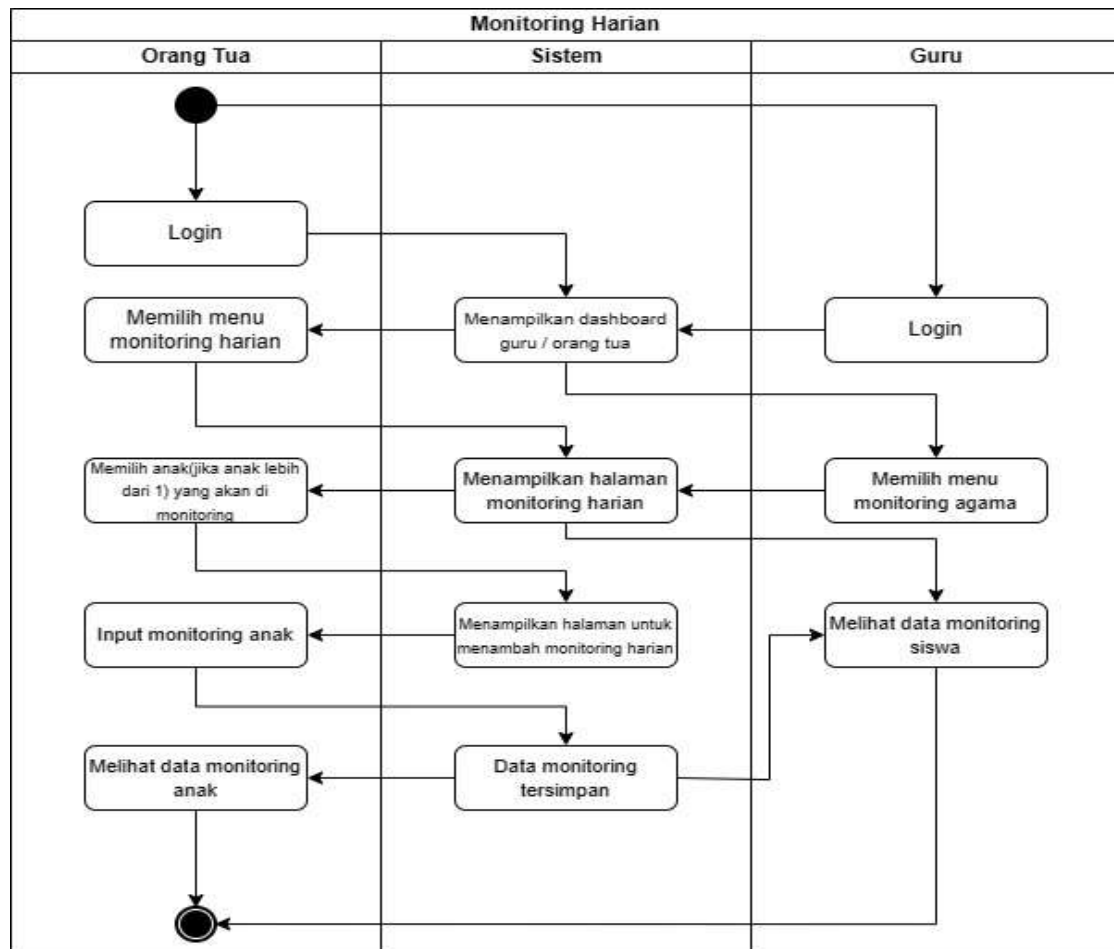 Monitoring Harian
Orang Tua
Sistem
Guru
Login
Memilih menu
monitoring harian
Menampilkan dashboard
guru / orang tua
Login
Memilih anak(jika anak lebih
dari 1) yang akan di
monitoring
Menampilkan halaman
monitoring harian
Memilih menu
monitoring agama
Input monitoring anak
Menampilkan halaman untuk
menambah monitoring harian
Melihat data monitoring
siswa
Melihat data monitoring
anak
Data monitoring
tersimpan